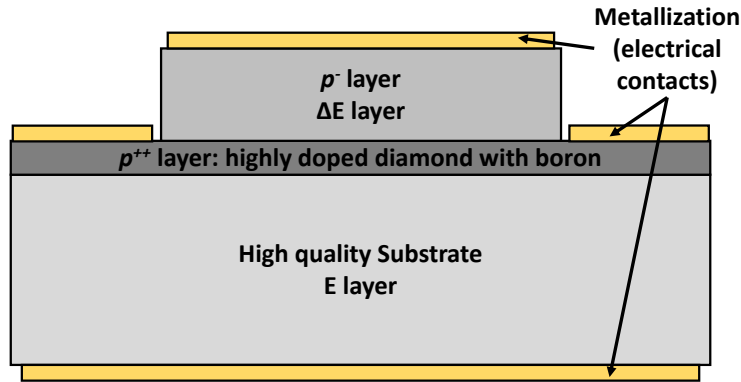 Metallization
(electrical
contacts)
p- layer
ΔE layer
p++ layer: highly doped diamond with boron
High quality Substrate
E layer